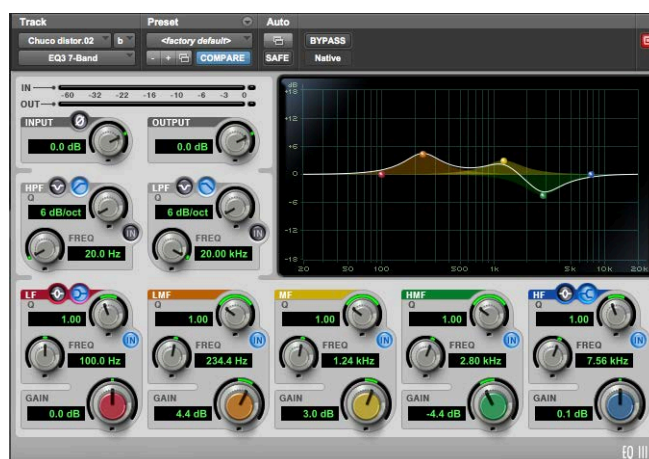 Track Preset Auto
Chuco distor.02 b <factory default> BYPASS
EQ3 7-Band - + COMPARE SAFE Native
IN
-60 -32 -22 -16 -10 -6 -3 0
OUT
INPUT Ø OUTPUT
0.0 dB 0.0 dB
HPF LPF
Q Q
6 dB/oct 6 dB/oct
IN IN
FREQ FREQ
20.0 Hz 20.00 kHz
dB
+18
+12
+6
0
-6
-12
-18
20 50 100 500 1k 5k 10k 20k
LF LMF MF HMF HF
Q Q Q Q Q
1.00 1.00 1.00 1.00 1.00
IN IN IN IN IN
FREQ FREQ FREQ FREQ FREQ
100.0 Hz 234.4 Hz 1.24 kHz 2.80 kHz 7.56 kHz
GAIN GAIN GAIN GAIN GAIN
0.0 dB 4.4 dB 3.0 dB -4.4 dB 0.1 dB
EQ III